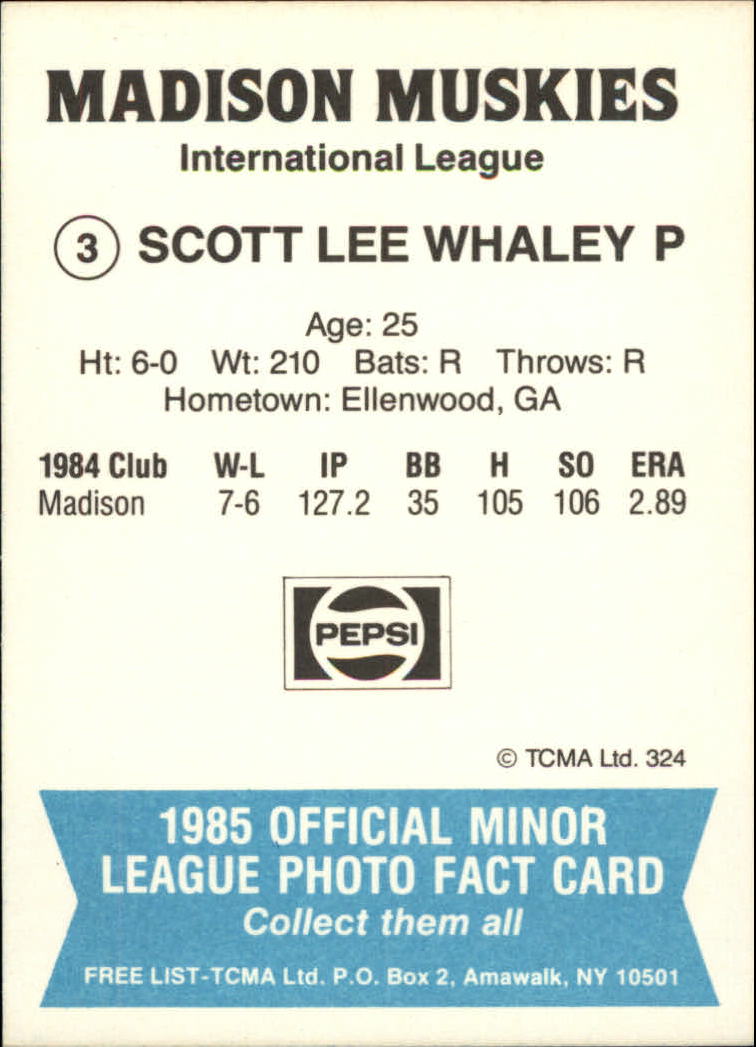 MADISON MUSKIES
International League
3 SCOTT LEE WHALEY P
Age: 25
Ht: 6-0 Wt: 210 Bats: R Throws: R
Hometown: Ellenwood, GA
1984 Club W-L IP BB H SO ERA
Madison 7-6 127.2 35 105 106 2.89
PEPSI
© TCMA Ltd. 324
1985 OFFICIAL MINOR
LEAGUE PHOTO FACT CARD
Collect them all
FREE LIST-TCMA Ltd. P.O. Box 2, Amawalk, NY 10501